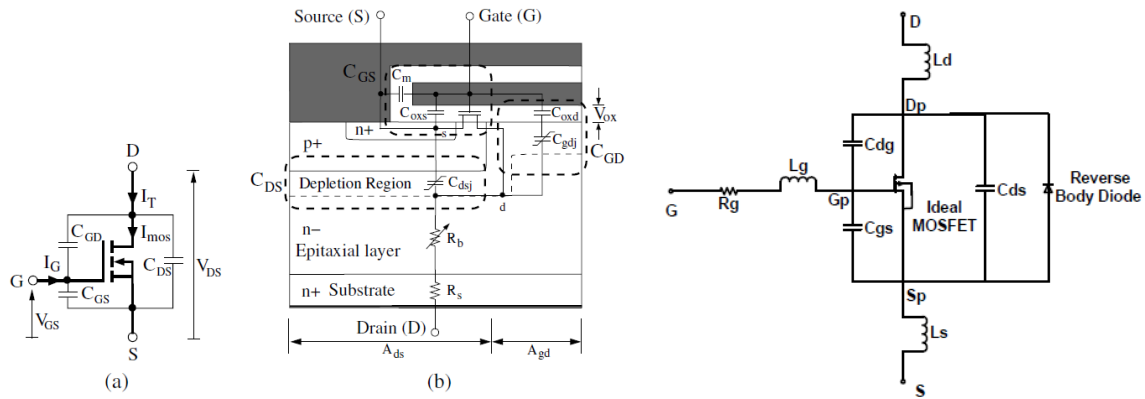 D
I_T
I_mos
C_GD
I_G
G
C_GS
C_DS
V_DS
V_GS
S
(a)
Source (S)
Gate (G)
C_GS
C_m
C_oxs
s
C_oxd
V_ox
n+
p+
C_gdj
C_GD
C_DS
Depletion Region
C_dsj
d
n−
Epitaxial layer
R_b
n+ Substrate
R_s
Drain (D)
A_ds
A_gd
(b)
D
Ld
Dp
Cdg
Lg
Rg
G
Gp
Ideal
MOSFET
Cds
Reverse
Body Diode
Cgs
Sp
Ls
S